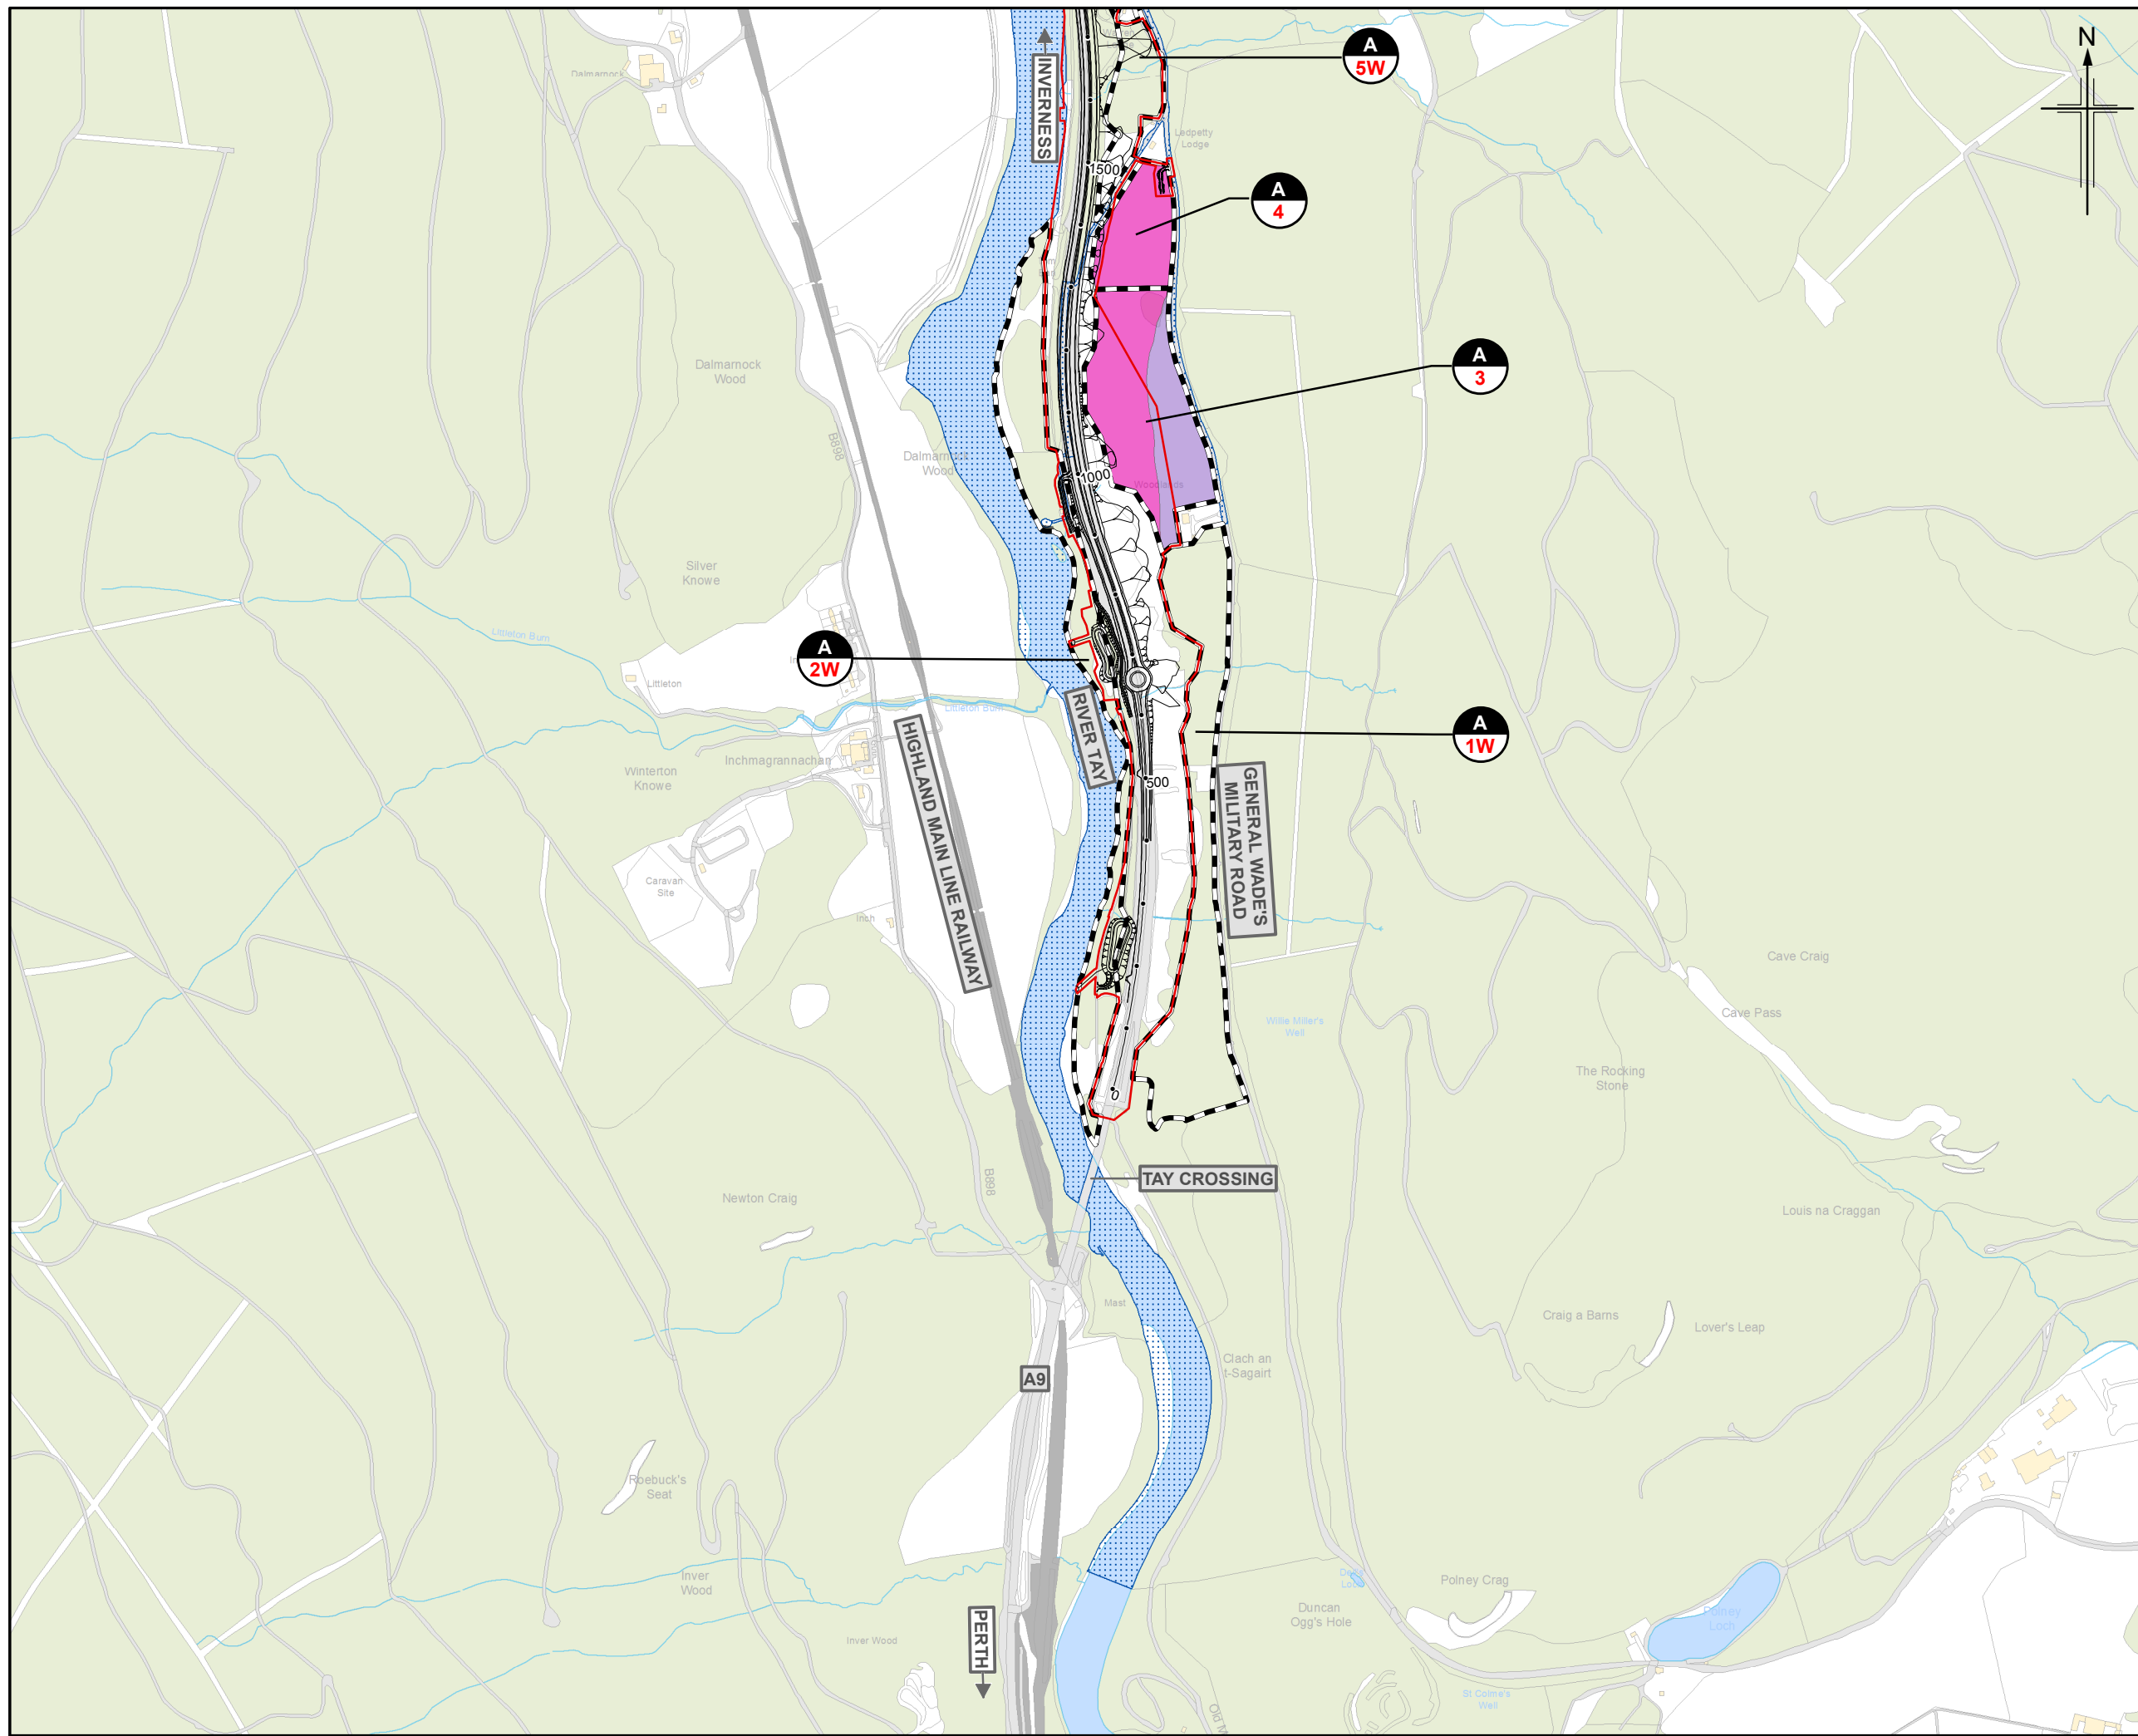 N
A
5W
Warren
Dalmarnock
INVERNESS
Ledpetty
Lodge
1500
A
4
A
3
Dalmarnock
Wood
B898
Dalmarnock
Wood
1000
Woodlands
Silver
Knowe
Littleton Burn
A
2W
Littleton
Littleton Burn
RIVER TAY
HIGHLAND MAIN LINE RAILWAY
A
1W
Inchmagrannachan
Winterton
Knowe
500
GENERAL WADE'S
MILITARY ROAD
Caravan
Site
Inch
Cave Craig
Cave Pass
Willie Miller's
Well
The Rocking
Stone
0
TAY CROSSING
B898
Newton Craig
Louis na Craggan
Mast
Craig a Barns
Lover's Leap
Clach an
t-Sagairt
A9
Roebuck's
Seat
Inver
Wood
Polney Crag
Duncan
Ogg's Hole
Polney
Loch
PERTH
Inver Wood
St Colme's
Well
Old